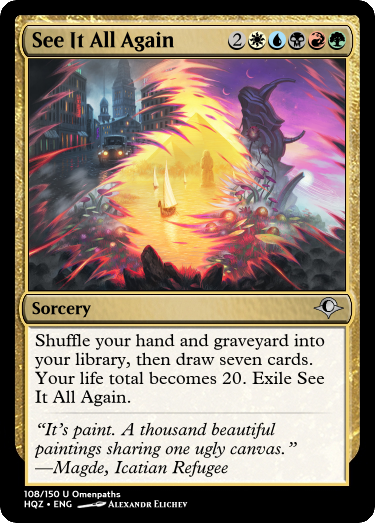 See It All Again 2
Sorcery
Shuffle your hand and graveyard into
your library, then draw seven cards.
Your life total becomes 20. Exile See
It All Again.
“It’s paint. A thousand beautiful
paintings sharing one ugly canvas.”
—Magde, Icatian Refugee
108/150 U Omenpaths
HQZ • ENG Alexandr Elichev